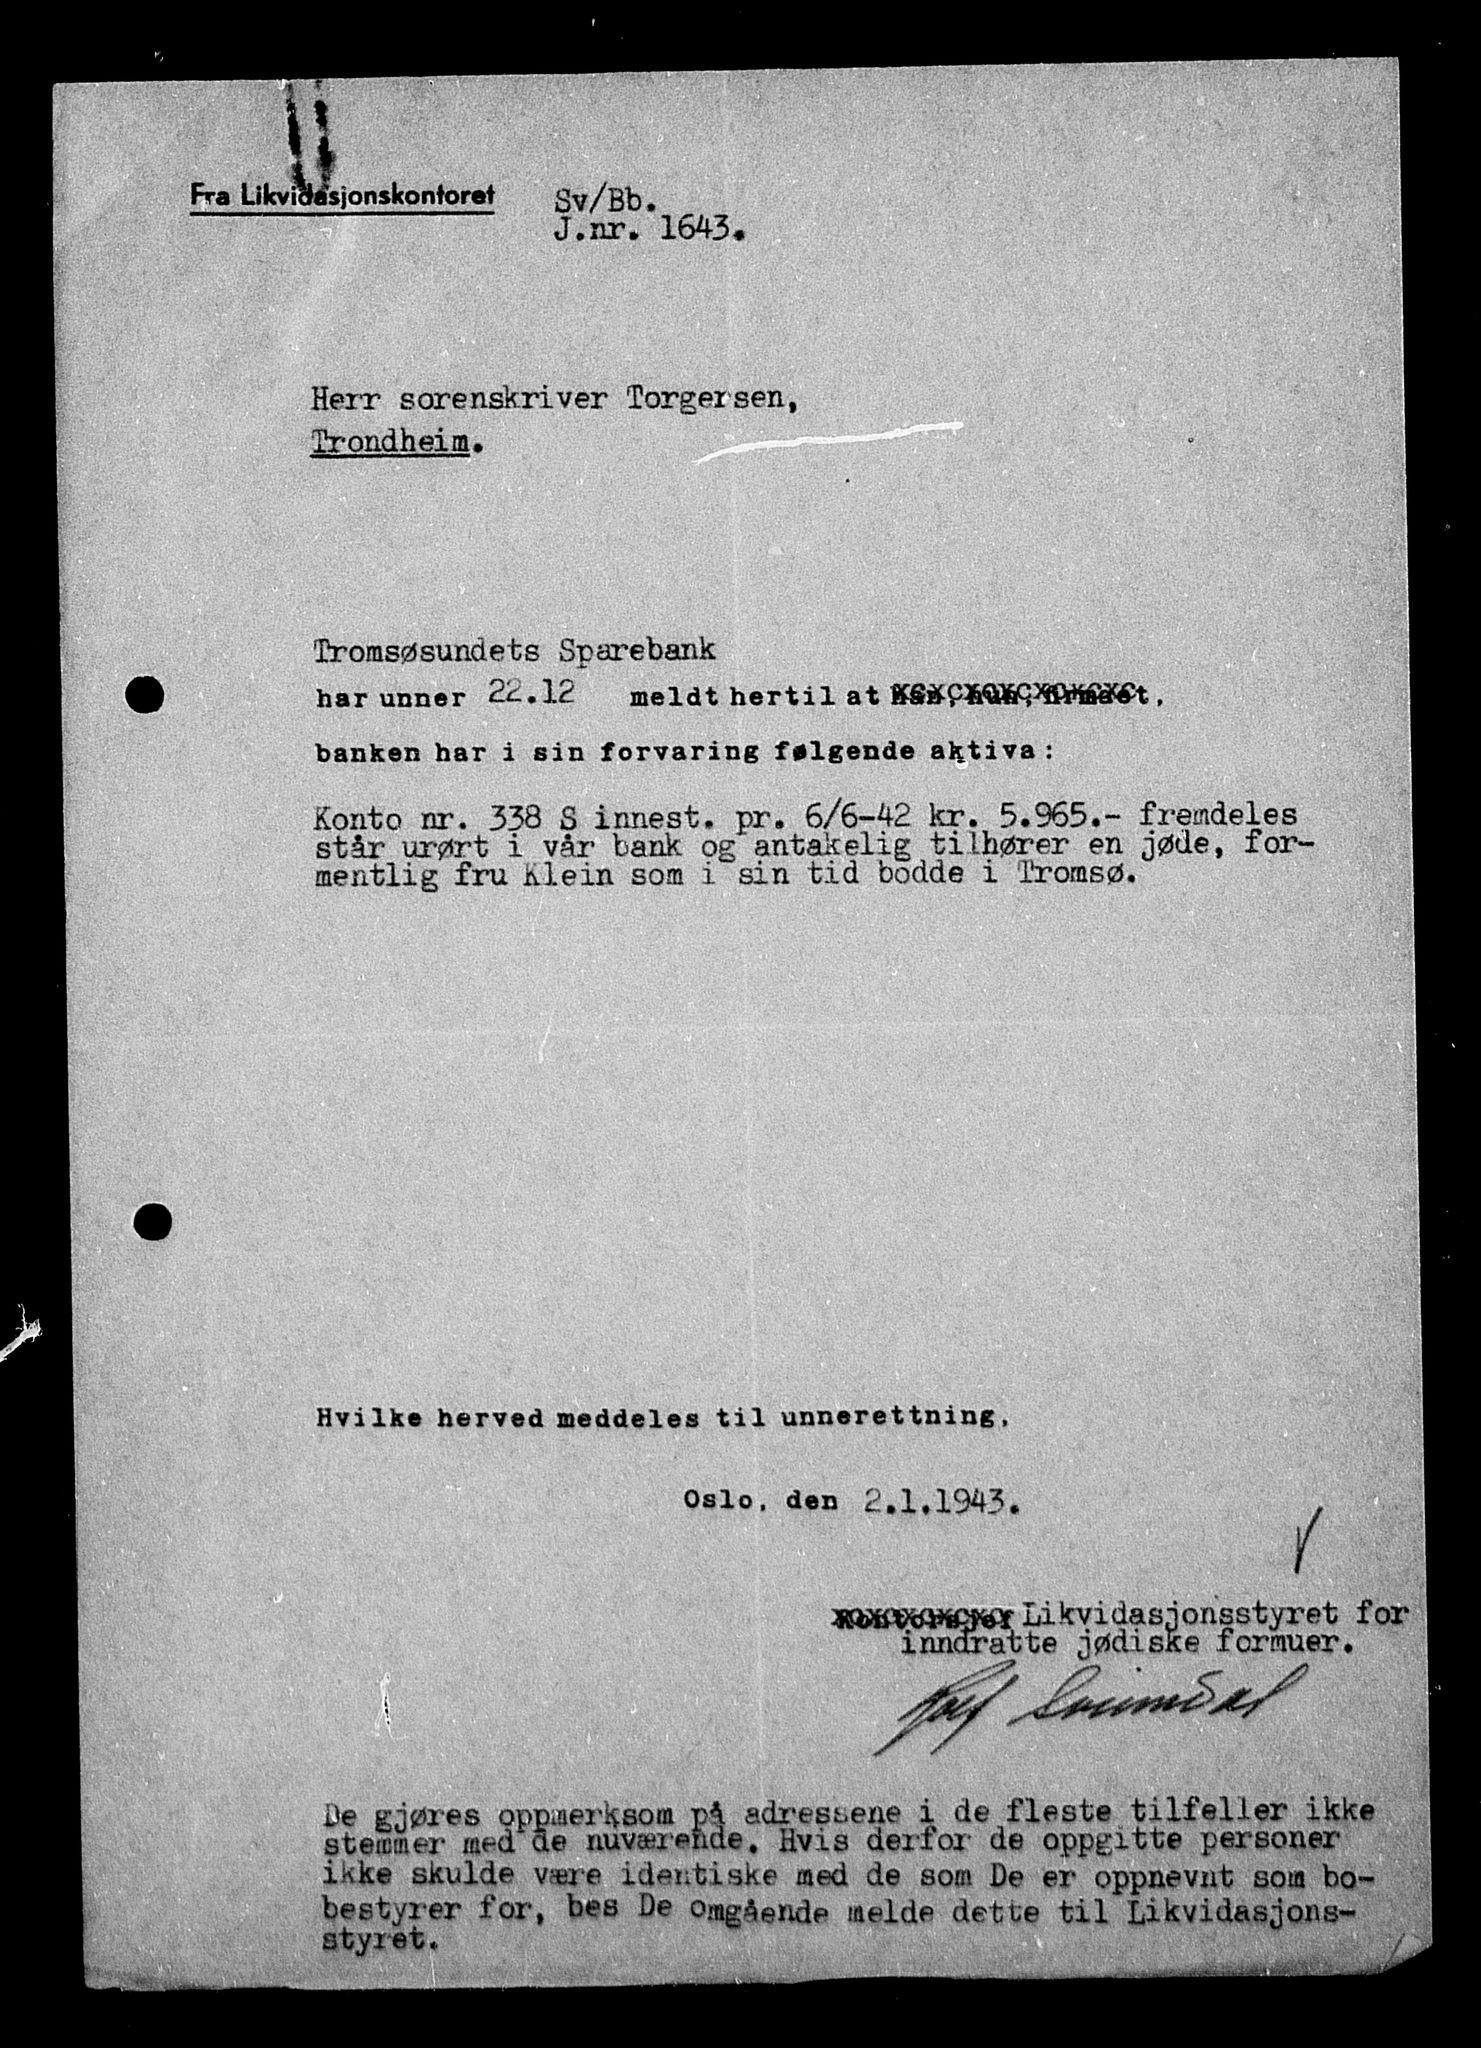 Fra Likvidasjonskontoret
Sv/Bb.
J.nr. 1643.
Herr sorenskriver Torgersen,
Trondheim.
Tromsøsundets Sparebank
har unner 22.12 meldt hertil at han, hun, firmaet,
banken har i sin forvaring følgende aktiva:
Konto nr. 338 S innest. pr. 6/6-42 kr. 5.965.- fremdeles
står urørt i vår bank og antakelig tilhører en jøde, for-
mentlig fru Klein som i sin tid bodde i Tromsø.
Hvilke herved meddeles til unnerettning.
Oslo, den 2.1.1943.
Kontorsjef Likvidasjonsstyret for
inndratte jødiske formuer.
De gjøres oppmerksom på adressene i de fleste tilfeller ikke
stemmer med de nuværende. Hvis derfor de oppgitte personer
ikke skulde være identiske med de som De er oppnevnt som bo-
bestyrer for, bes De omgående melde dette til Likvidasjons-
styret.